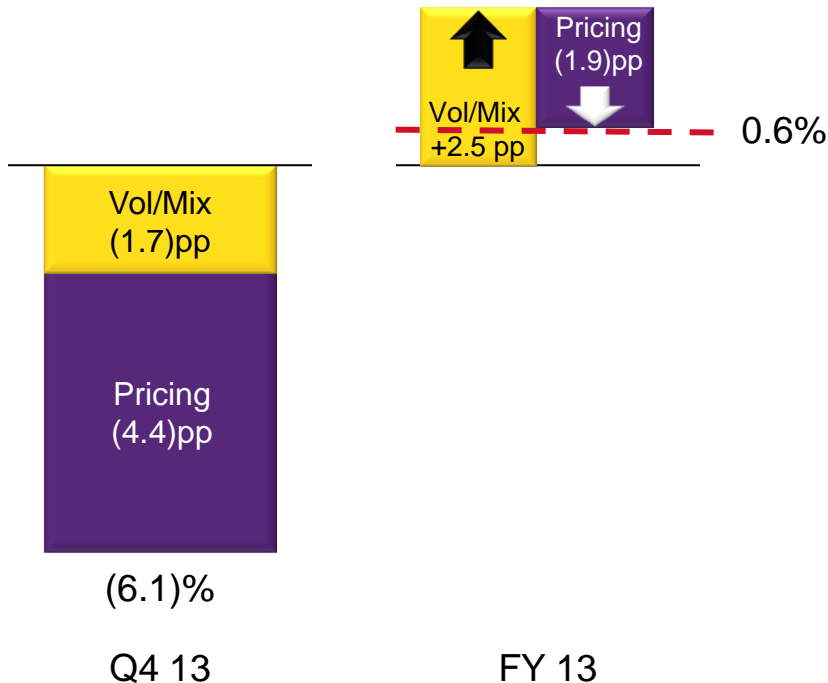 Pricing
(1.9)pp
Vol/Mix
+2.5 pp
0.6%
Vol/Mix
(1.7)pp
Pricing
(4.4)pp
(6.1)%
Q4 13
FY 13